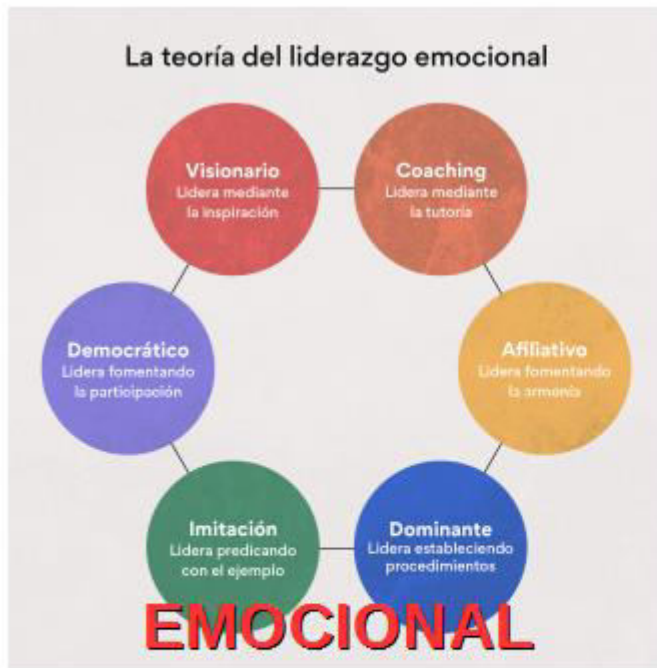 La teoría del liderazgo emocional
Visionario
Lidera mediante
la inspiración
Coaching
Lidera mediante
la tutoría
Democrático
Lidera fomentando
la participación
Afiliativo
Lidera fomentando
la armonía
Imitación
Lidera predicando
con el ejemplo
Dominante
Lidera estableciendo
procedimientos
EMOCIONAL